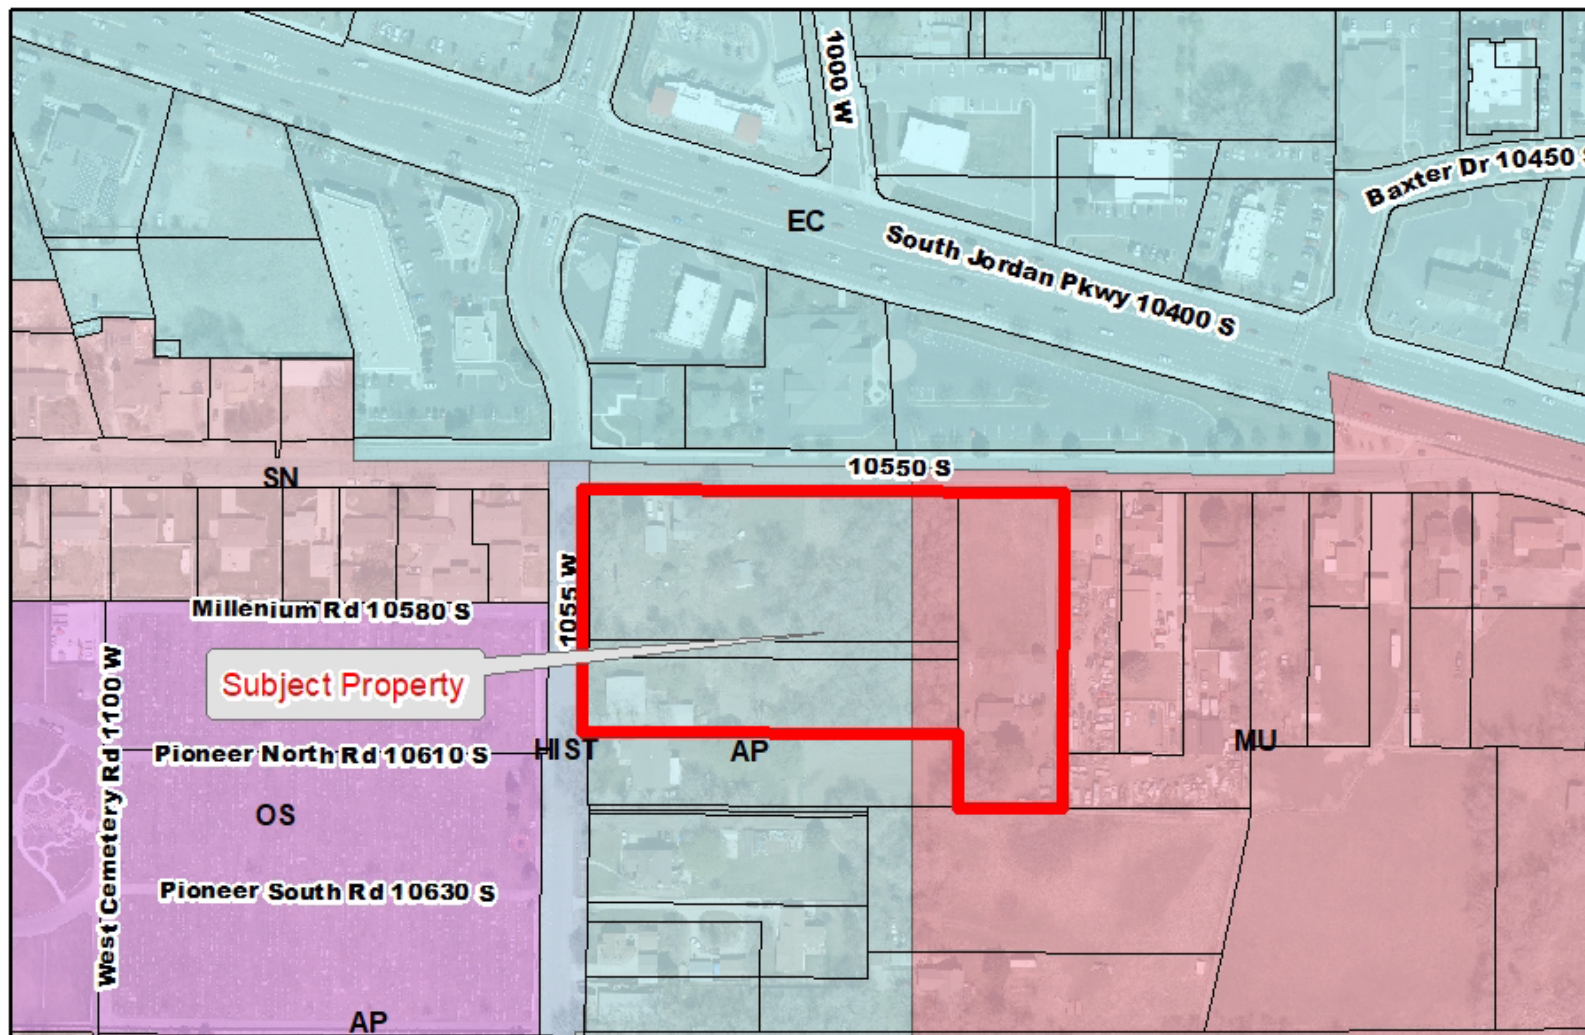 1000 W
Baxter Dr 10450 S
EC
South Jordan Pkwy 10400 S
10550 S
SN
1055 W
Millenium Rd 10580 S
West Cemetery Rd 1100 W
Subject Property
Pioneer North Rd 10610 S
HIST
AP
MU
OS
Pioneer South Rd 10630 S
AP